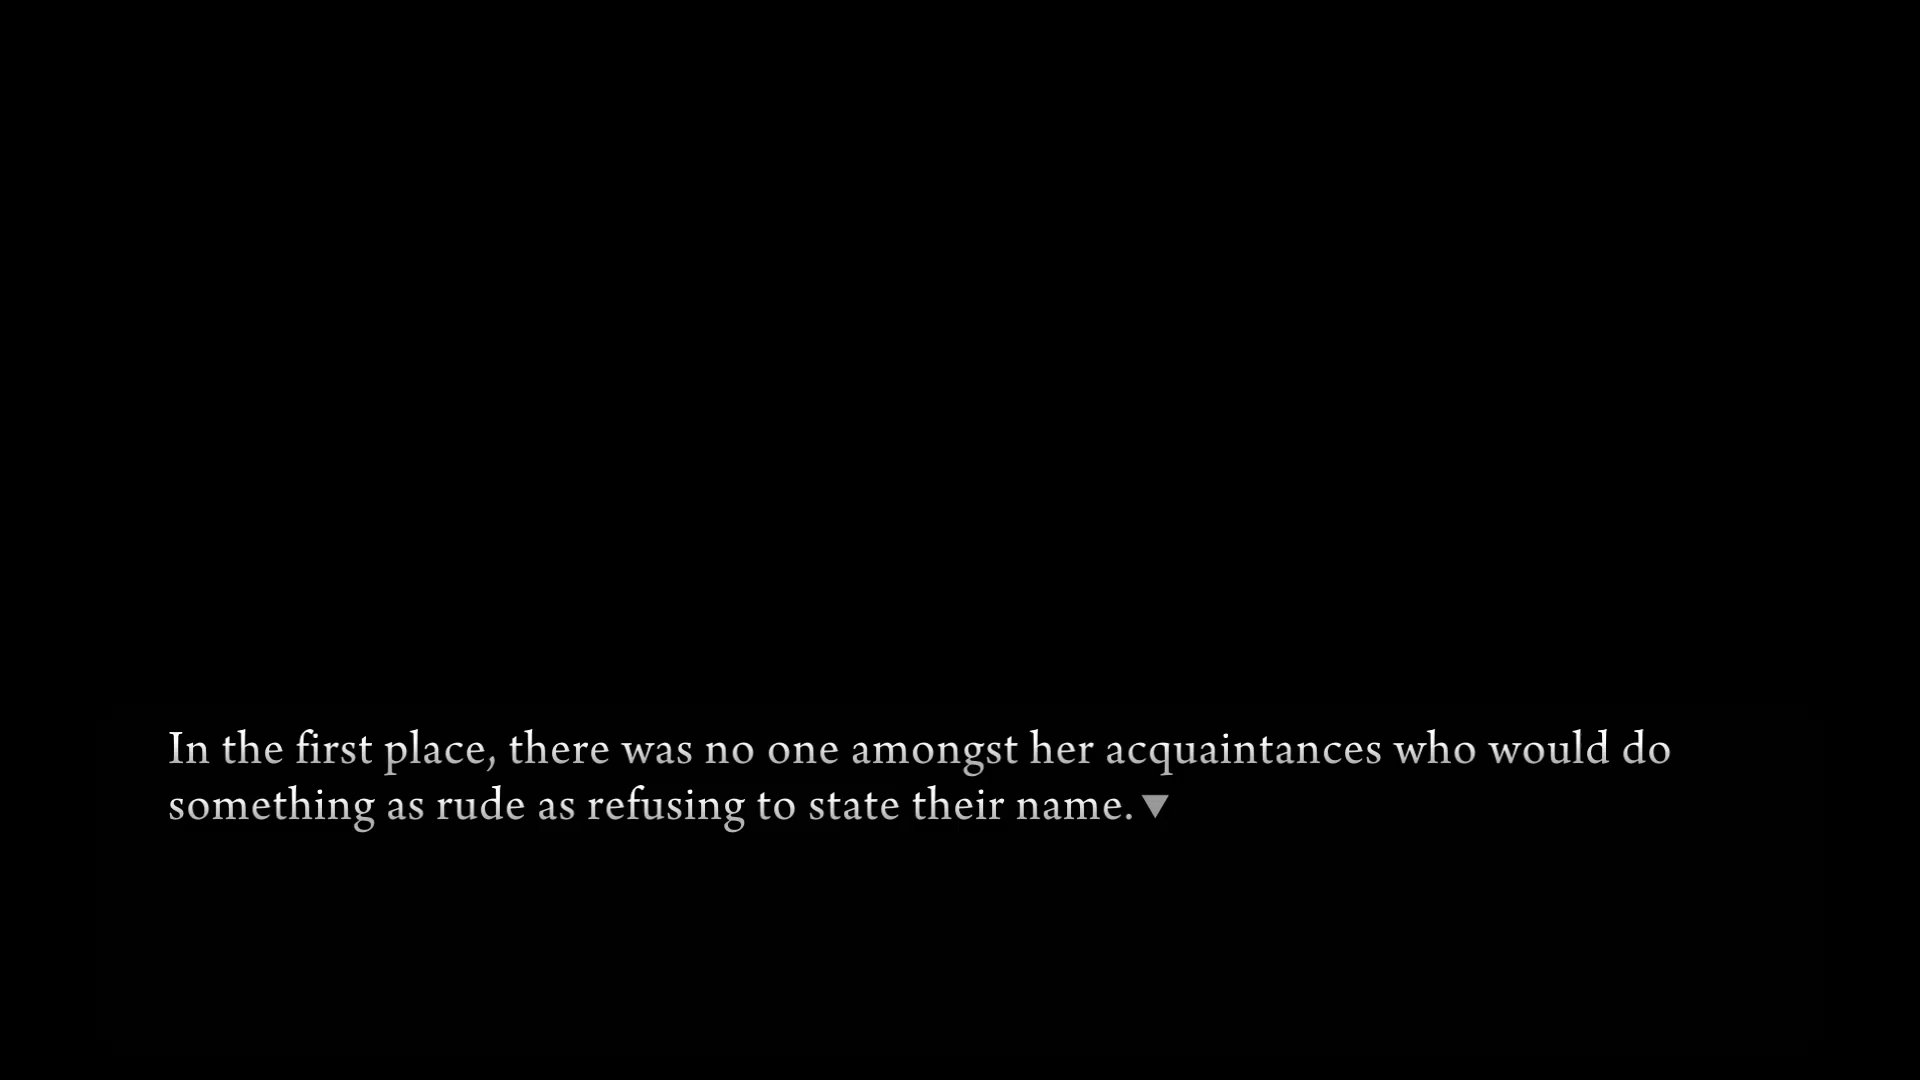 In the first place, there was no one amongst her acquaintances who would do
something as rude as refusing to state their name.